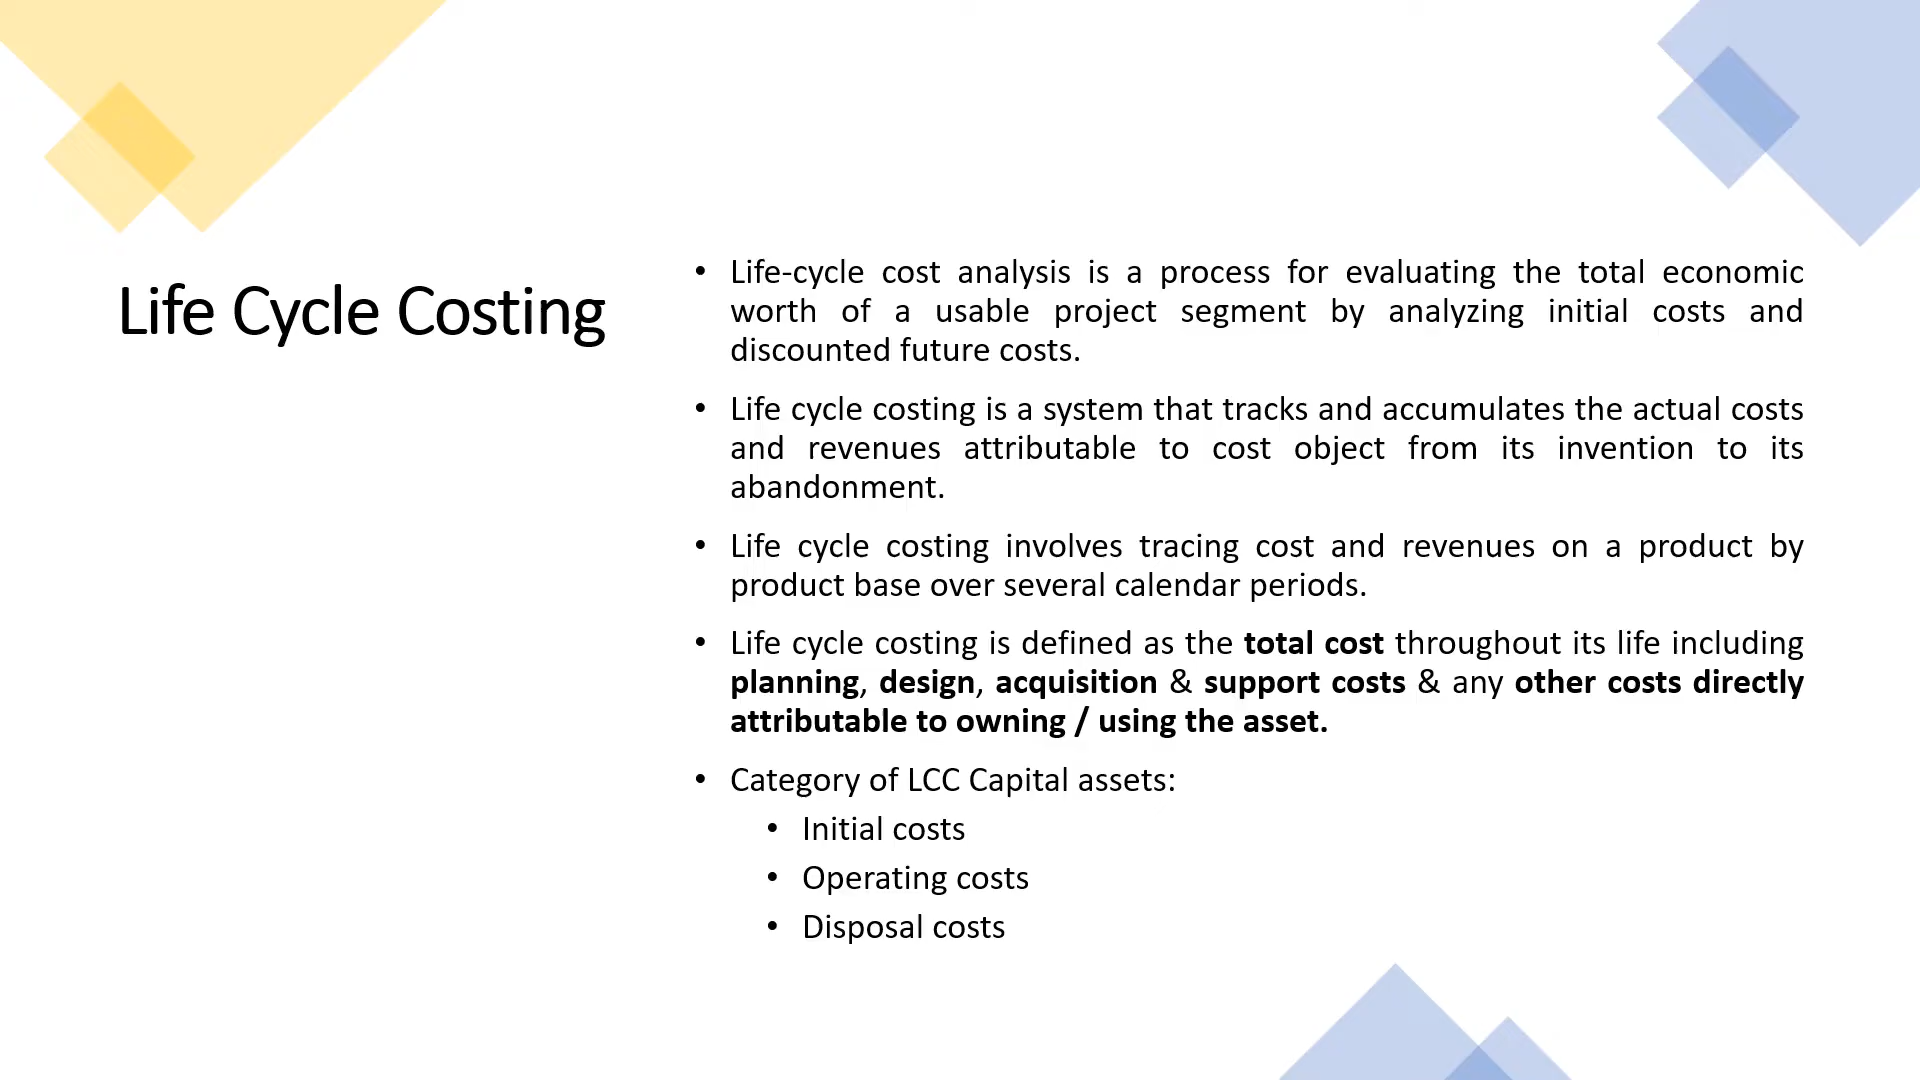 Life Cycle Costing
• Life-cycle cost analysis is a process for evaluating the total economic
worth of a usable project segment by analyzing initial costs and
discounted future costs.
• Life cycle costing is a system that tracks and accumulates the actual costs
and revenues attributable to cost object from its invention to its
abandonment.
• Life cycle costing involves tracing cost and revenues on a product by
product base over several calendar periods.
• Life cycle costing is defined as the total cost throughout its life including
planning, design, acquisition & support costs & any other costs directly
attributable to owning / using the asset.
• Category of LCC Capital assets:
• Initial costs
• Operating costs
• Disposal costs